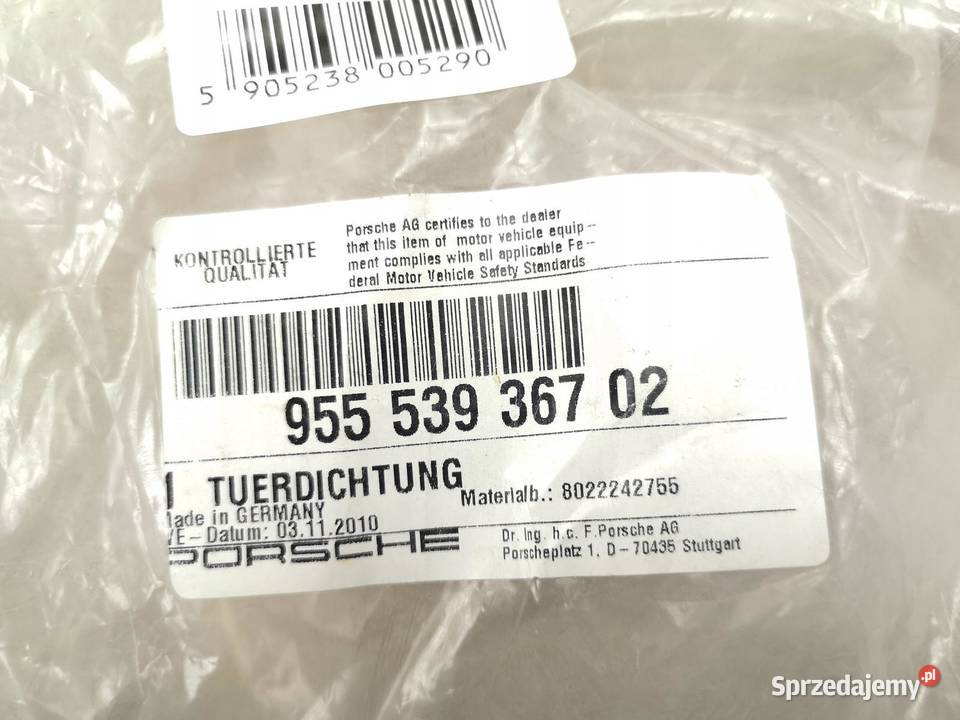 5 905238 005290
KONTROLLIERTE
QUALITÄT
Porsche AG certifies to the dealer
that this item of motor vehicle equip-
ment complies with all applicable Fe-
deral Motor Vehicle Safety Standards
955 539 367 02
1 TUERDICHTUNG
Materialb.: 8022242755
Made in GERMANY
VE-Datum: 03.11.2010
PORSCHE
Dr. Ing. h.c. F.Porsche AG
Porscheplatz 1, D-70435 Stuttgart
Sprzedajemy.pl